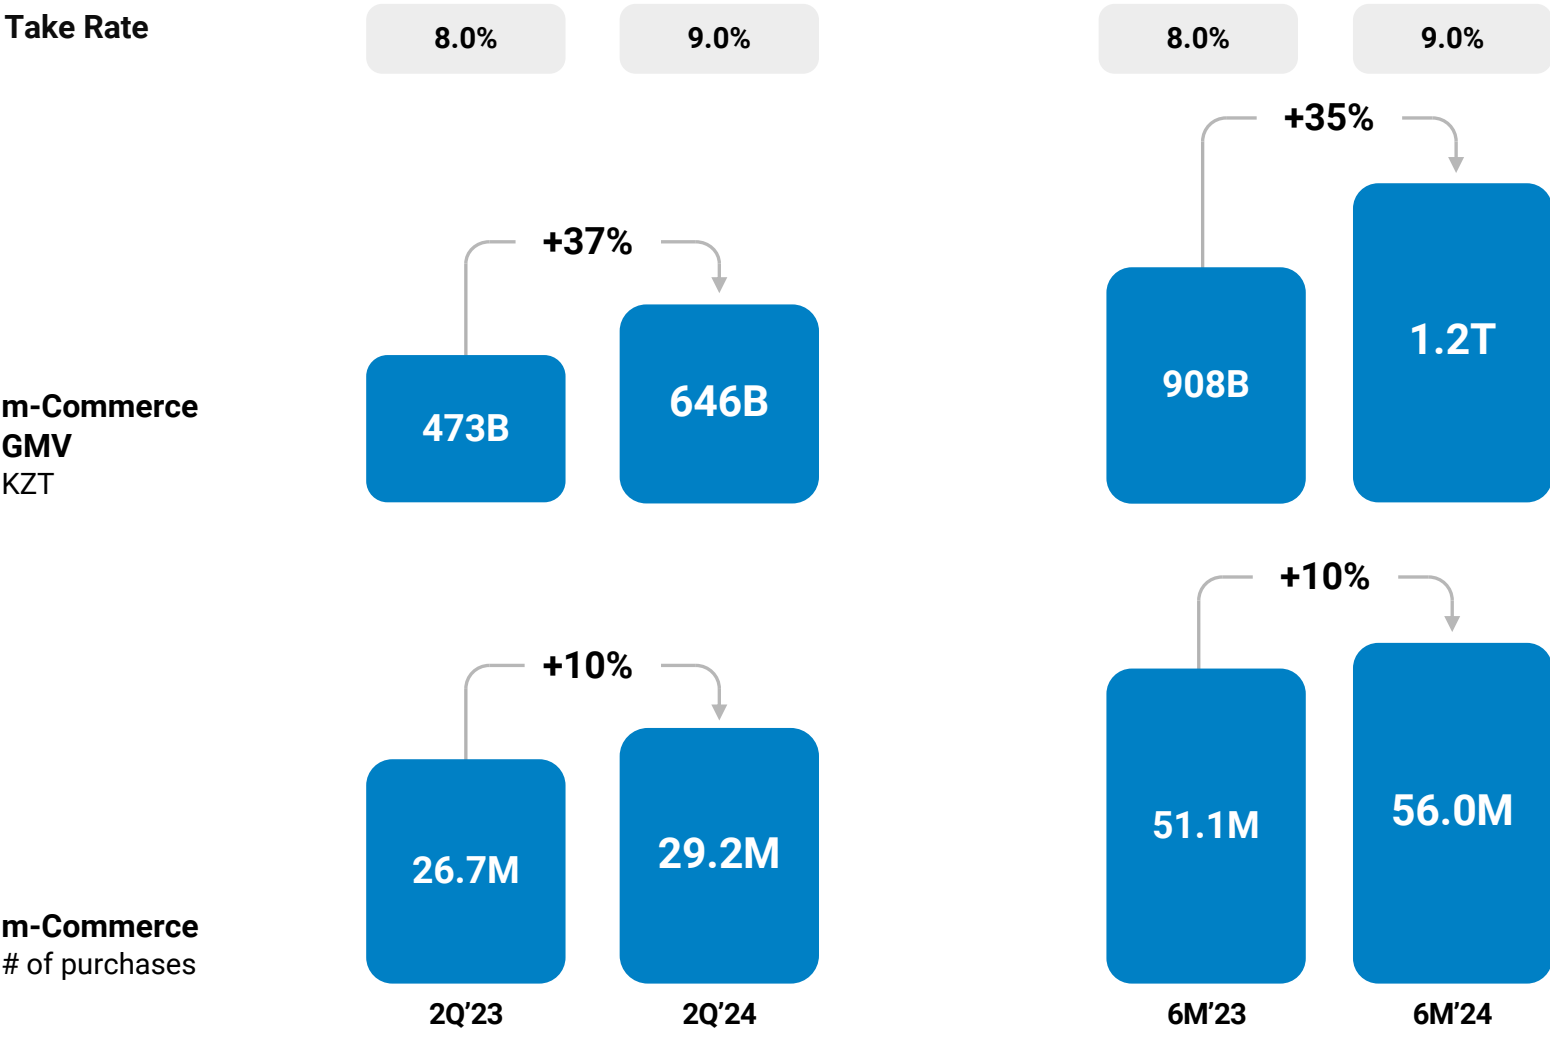 Take Rate
8.0%
9.0%
8.0%
9.0%
+37%
+35%
m-Commerce
GMV
KZT
473B
646B
908B
1.2T
+10%
+10%
m-Commerce
# of purchases
26.7M
29.2M
51.1M
56.0M
2Q’23
2Q’24
6M’23
6M’24